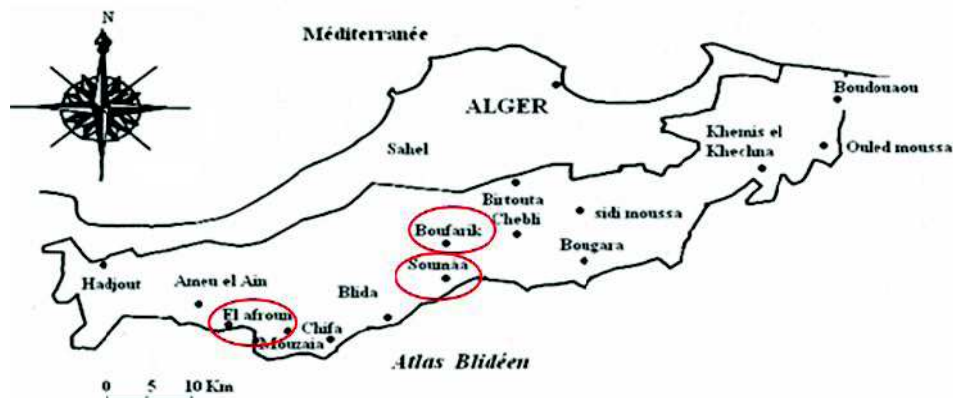 N
Méditerranée
ALGER
Boudouaou
Sahel
Khemis el
Khechna
Ouled moussa
Birtouta
Chebli
sidi moussa
Boufarik
Bougara
Soumaa
Hadjout
Ameu el Ain
Blida
El afroun
Chifa
Mouzaia
Atlas Blidéen
0 5 10 Km